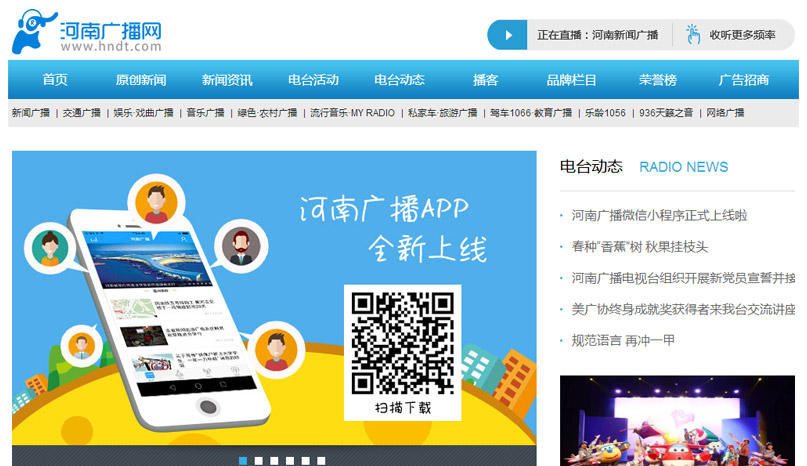 河南广播网
www.hndt.com
正在直播：河南新闻广播
收听更多频率
首页 原创新闻 新闻资讯 电台活动 电台动态 播客 品牌栏目 荣誉榜 广告招商
新闻广播 | 交通广播 | 娱乐·戏曲广播 | 音乐广播 | 绿色·农村广播 | 流行音乐·MY RADIO | 私家车·旅游广播 | 驾车1066·教育广播 | 乐龄1056 | 936天籁之音 | 网络广播
河南广播APP
全新上线
河南广播
扫描下载
电台动态 RADIO NEWS
河南广播微信小程序正式上线啦
春种“香蕉”树 秋果挂枝头
河南广播电视台组织开展新党员宣誓并接
美广协终身成就奖获得者来我台交流讲座
规范语言 再冲一甲